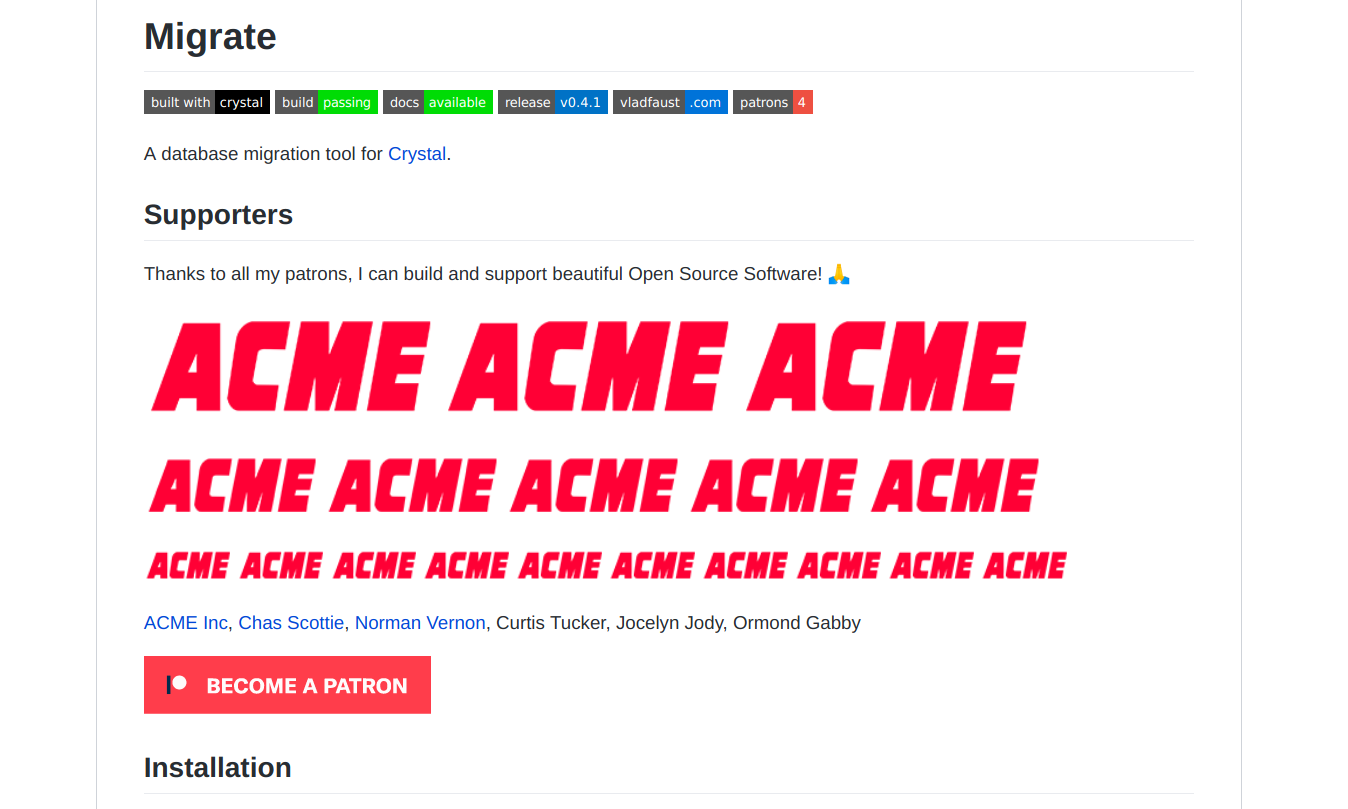 Migrate
built with crystal build passing docs available release v0.4.1 vladfaust .com patrons 4
A database migration tool for Crystal.
Supporters
Thanks to all my patrons, I can build and support beautiful Open Source Software! 🙏
ACME ACME ACME
ACME ACME ACME ACME ACME
ACME ACME ACME ACME ACME ACME ACME ACME ACME ACME
ACME Inc, Chas Scottie, Norman Vernon, Curtis Tucker, Jocelyn Jody, Ormond Gabby
BECOME A PATRON
Installation